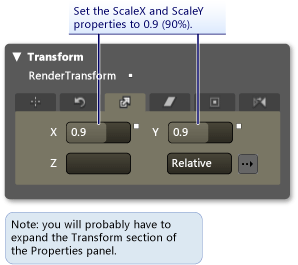 Set the ScaleX and ScaleY
properties to 0.9 (90%).
Transform
RenderTransform
X 0.9 Y 0.9
Z Relative
Note: you will probably have to
expand the Transform section of
the Properties panel.